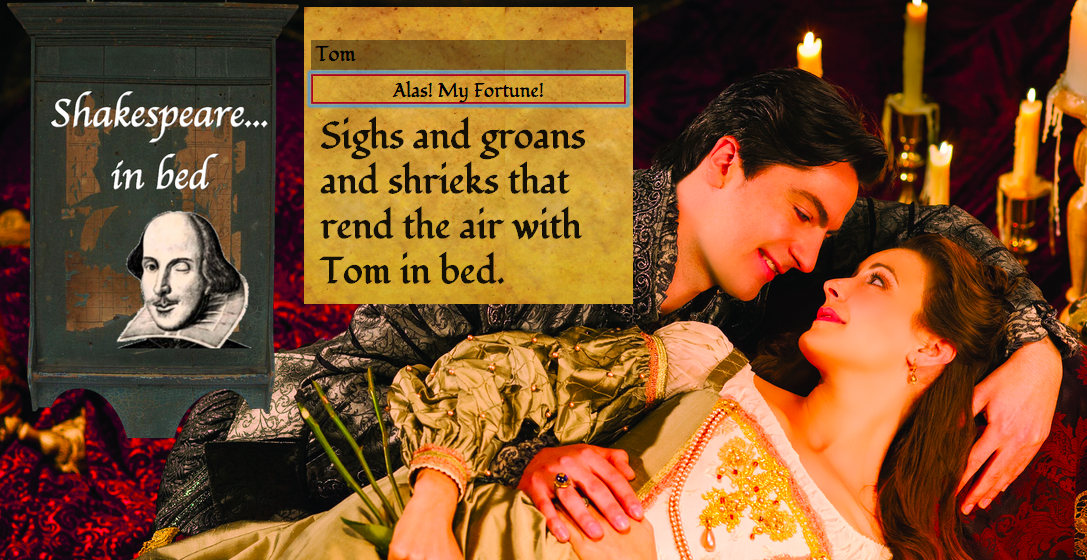 Shakespeare...
in bed
Tom
Alas! My Fortune!
Sighs and groans
and shrieks that
rend the air with
Tom in bed.